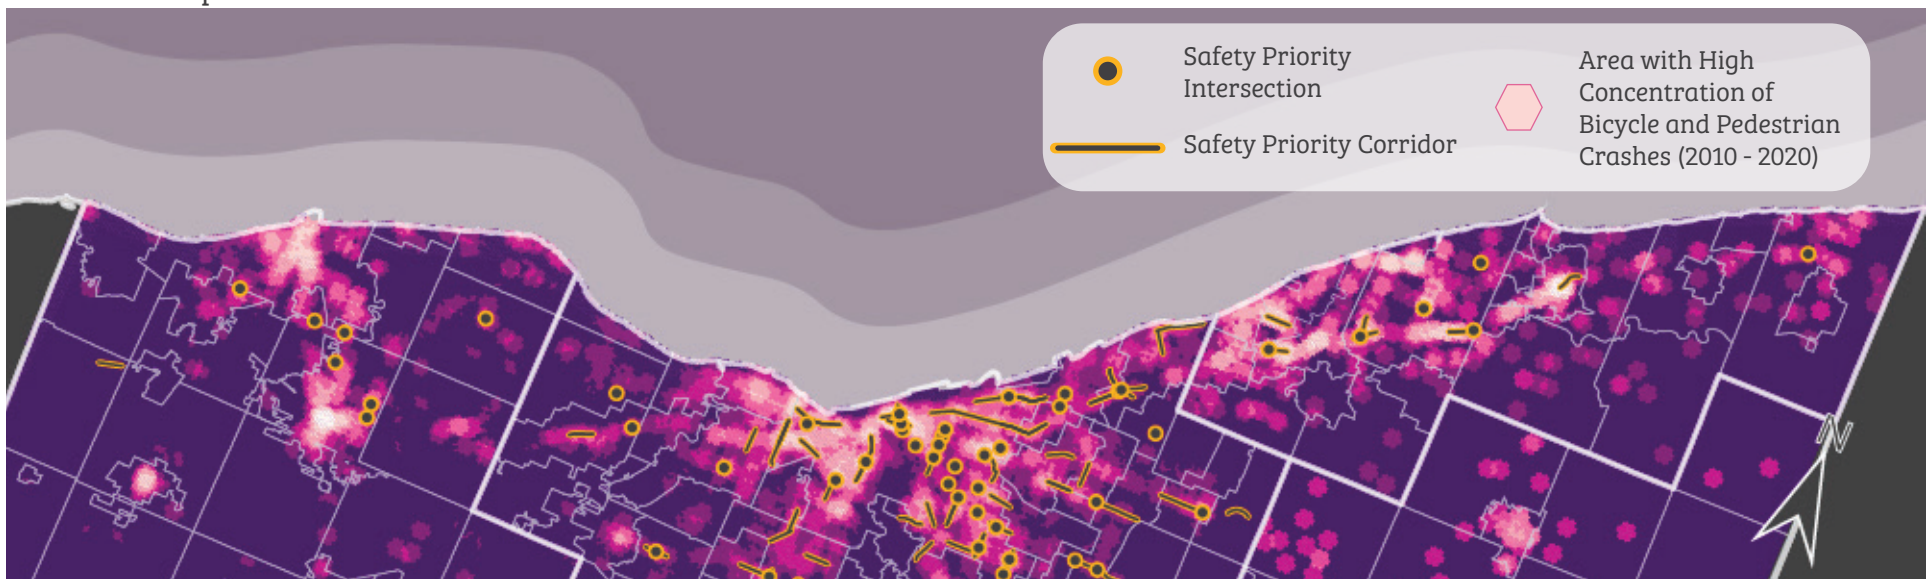 Safety Priority
Intersection
Safety Priority Corridor
Area with High
Concentration of
Bicycle and Pedestrian
Crashes (2010 - 2020)
N